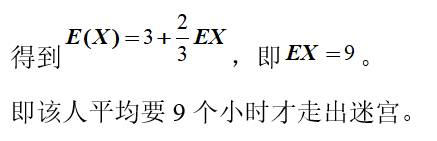 得到 E(X)=3+\frac{2}{3}EX ，即 EX=9 。
即该人平均要 9 个小时才走出迷宫。